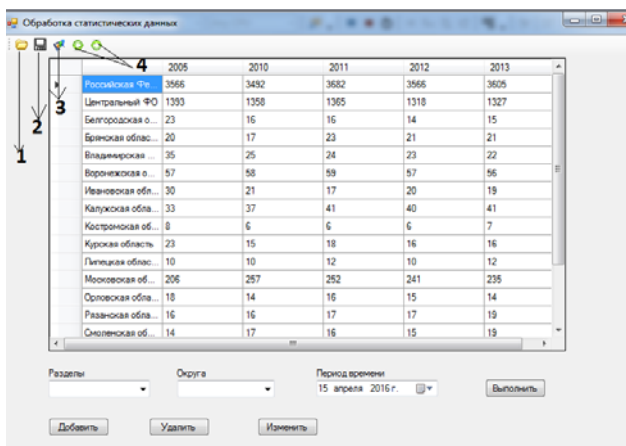 Обработка статистических данных
4
3
2
1
2005 2010 2011 2012 2013
Российская Фе... 3566 3492 3682 3566 3605
Центральный ФО 1393 1358 1365 1318 1327
Белгородская о... 23 16 16 14 15
Брянская облас... 20 17 23 21 21
Владимирская ... 35 25 24 23 22
Воронежская о... 57 58 59 57 56
Ивановская обл... 30 21 17 20 19
Калужская обла... 33 37 41 40 41
Костромская об... 8 6 6 6 7
Курская область 23 15 18 16 16
Липецкая облас... 10 10 12 10 12
Московская об... 206 257 252 241 235
Орловская обла... 18 14 16 15 14
Рязанская обла... 16 16 17 17 19
Смоленская об... 14 17 16 15 19
Разделы Округа Период времени
15 апреля 2016 г. Выполнить
Добавить Удалить Изменить